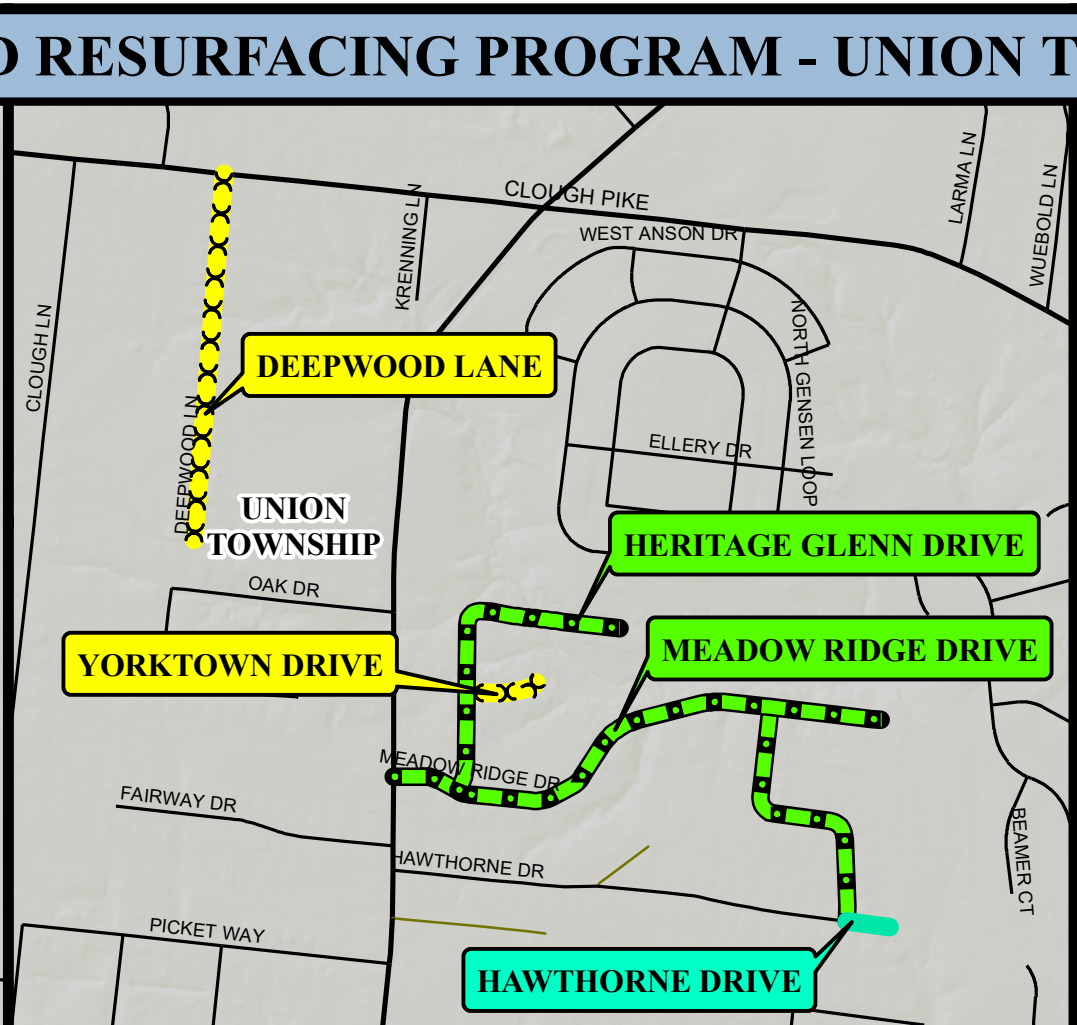 D RESURFACING PROGRAM - UNION T
LARMA LN
WUEBOLD LN
CLOUGH PIKE
KRENNING LN
WEST ANSON DR
CLOUGH LN
NORTH GENSEN LOOP
DEEPWOOD LANE
DEEPWOOD LN
ELLERY DR
UNION
TOWNSHIP
HERITAGE GLENN DRIVE
OAK DR
MEADOW RIDGE DRIVE
YORKTOWN DRIVE
MEADOW RIDGE DR
FAIRWAY DR
BEAMER CT
HAWTHORNE DR
PICKET WAY
HAWTHORNE DRIVE